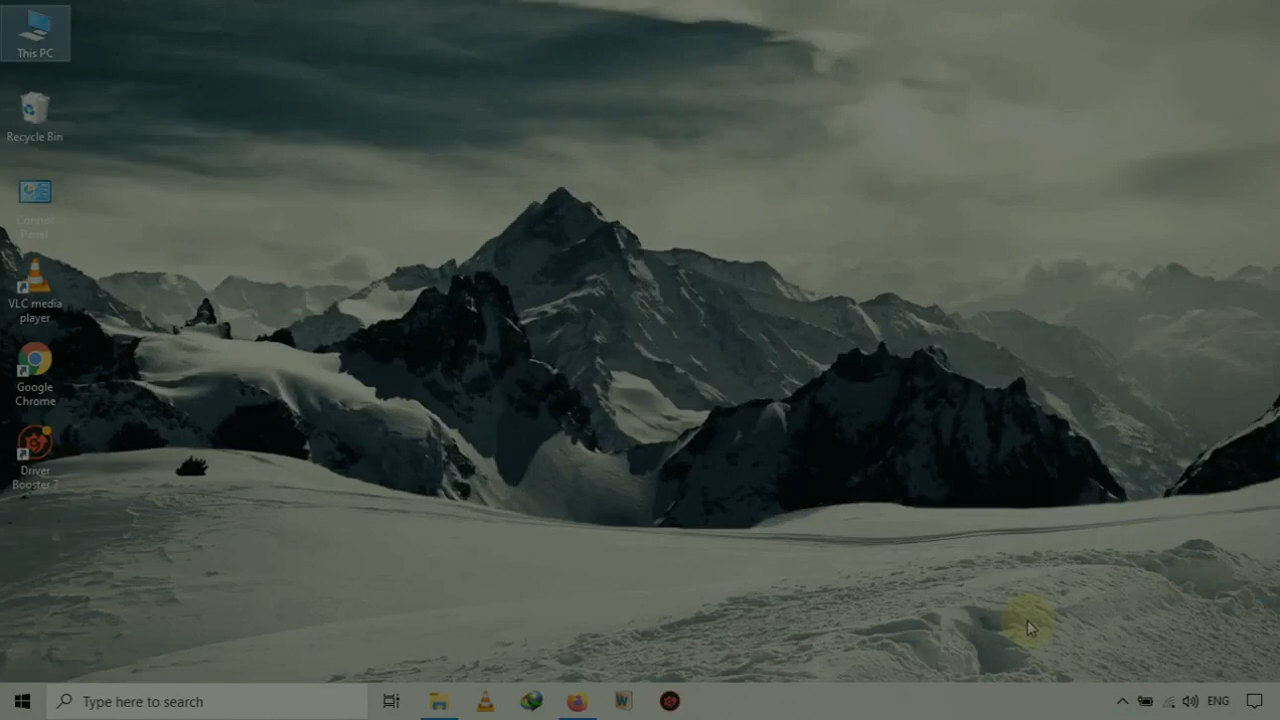 This PC
Recycle Bin
Control
Panel
VLC media
player
Google
Chrome
Driver
Booster 7
Type here to search
ENG